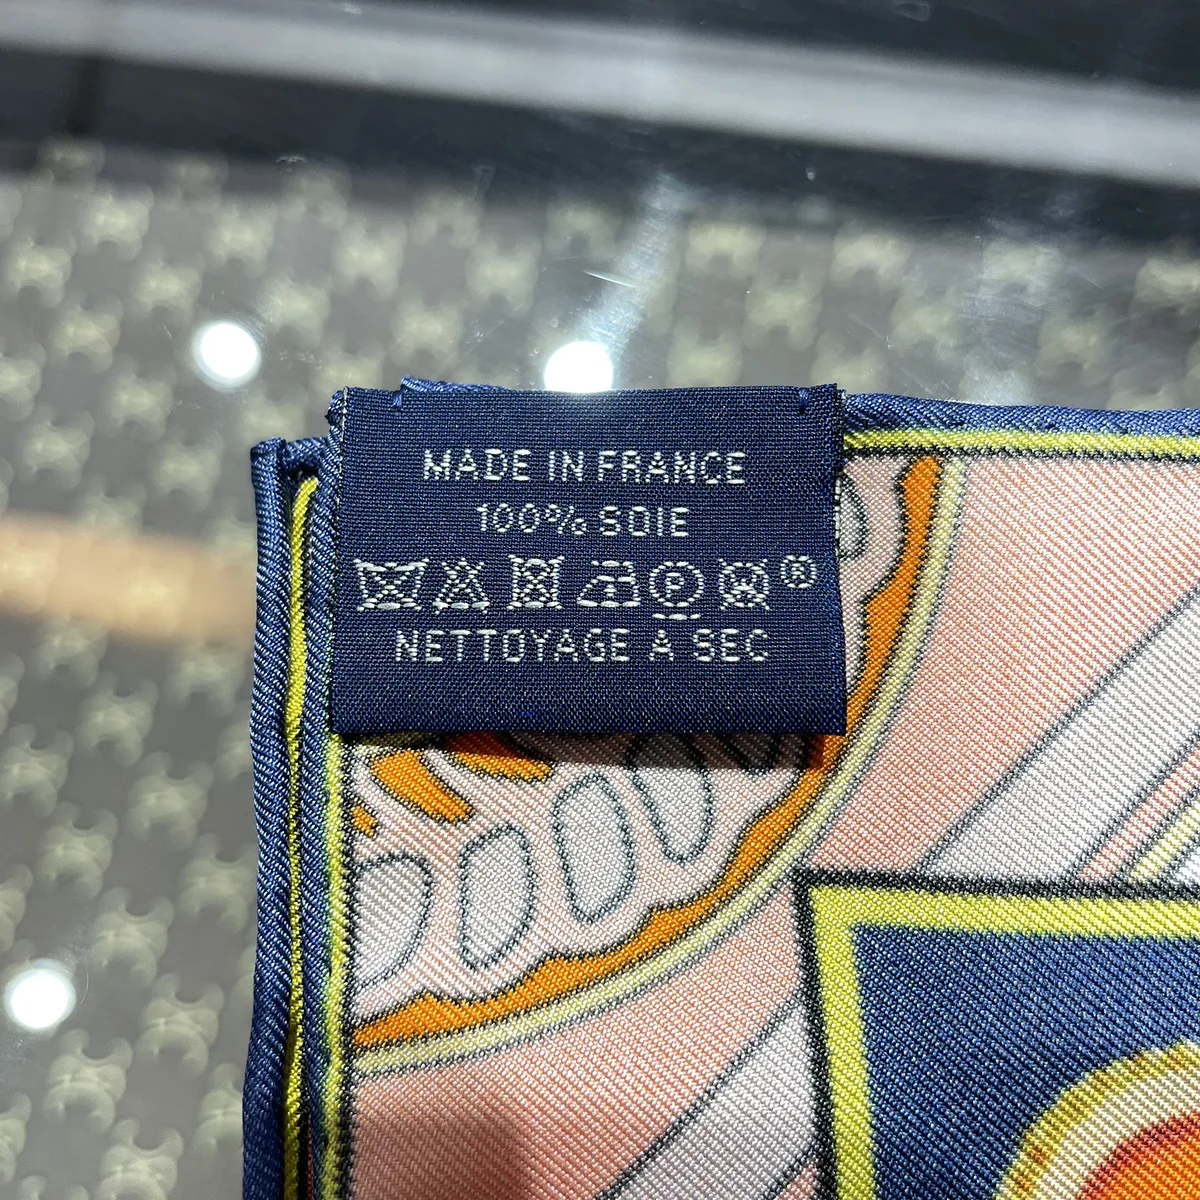 MADE IN FRANCE
100% SOIE
P ®
NETTOYAGE A SEC